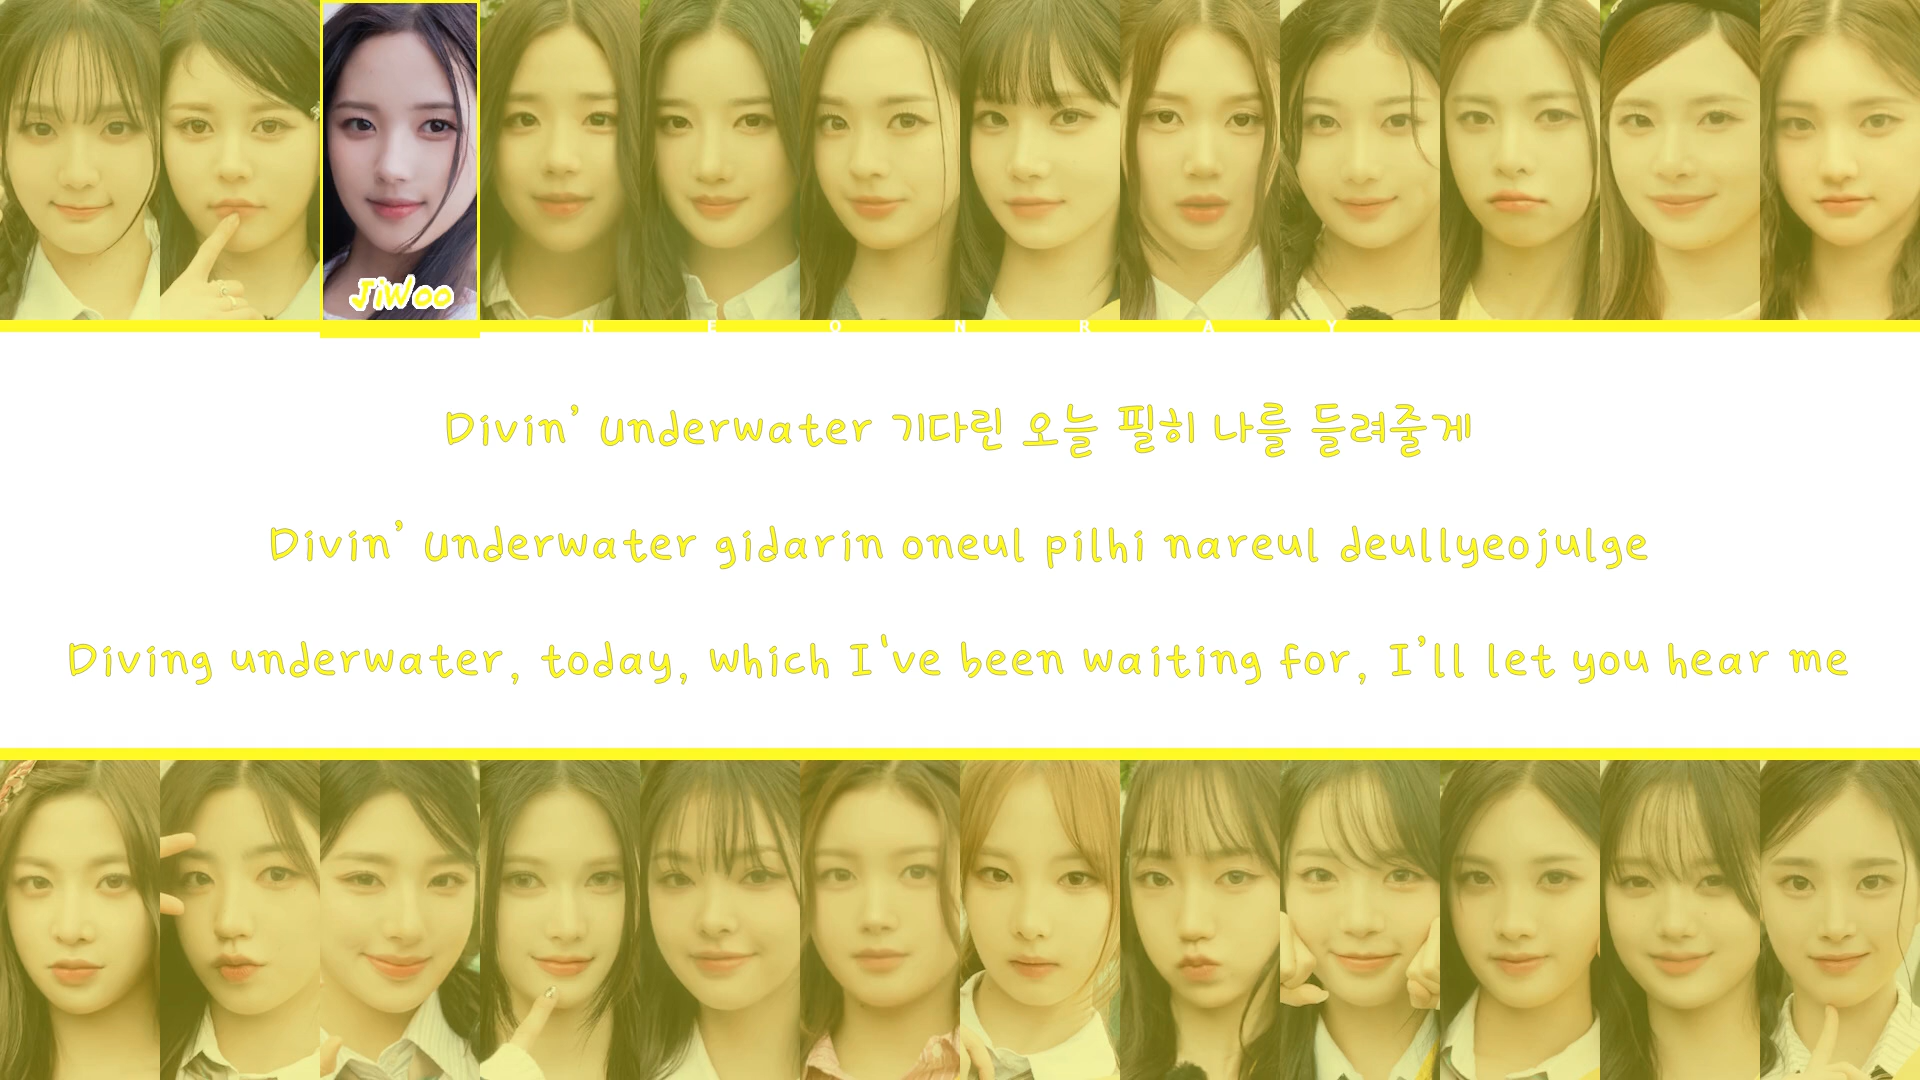 JiWoo
N E O N R A Y
Divin’ underwater 기다린 오늘 필히 나를 들려줄게
Divin’ underwater gidarin oneul pilhi nareul deullyeojulge
Diving underwater, today, which I've been waiting for, I’ll let you hear me